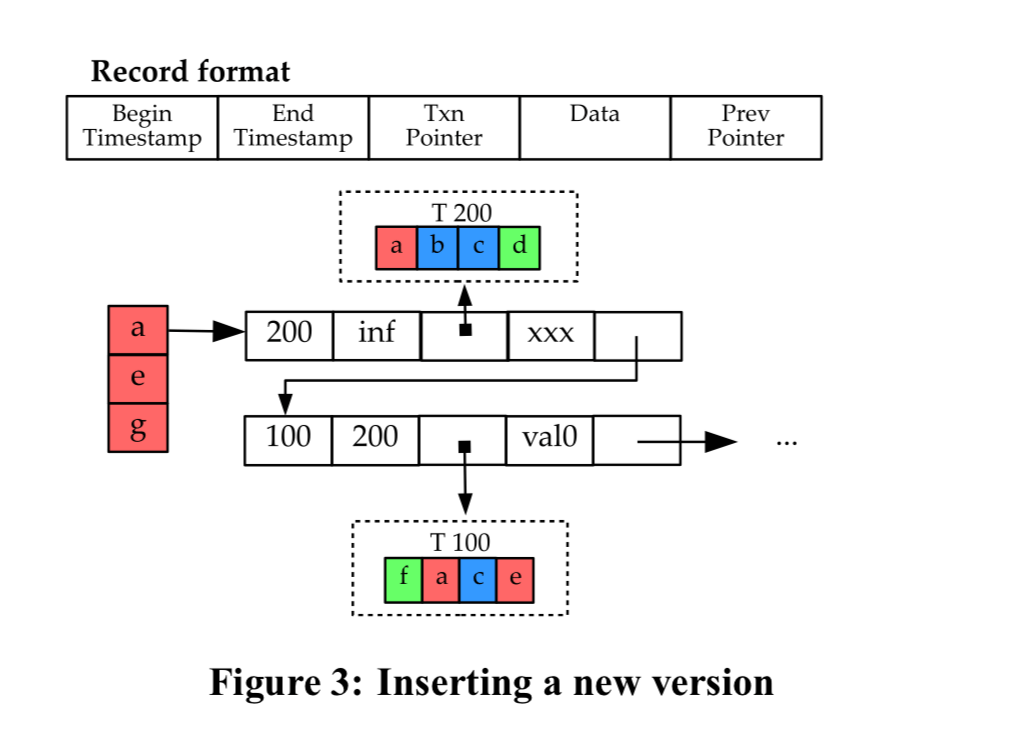 Record format
Begin Timestamp
End Timestamp
Txn Pointer
Data
Prev Pointer
T 200
a b c d
a
200 inf xxx
e
g
100 200 val0 ...
T 100
f a c e
Figure 3: Inserting a new version